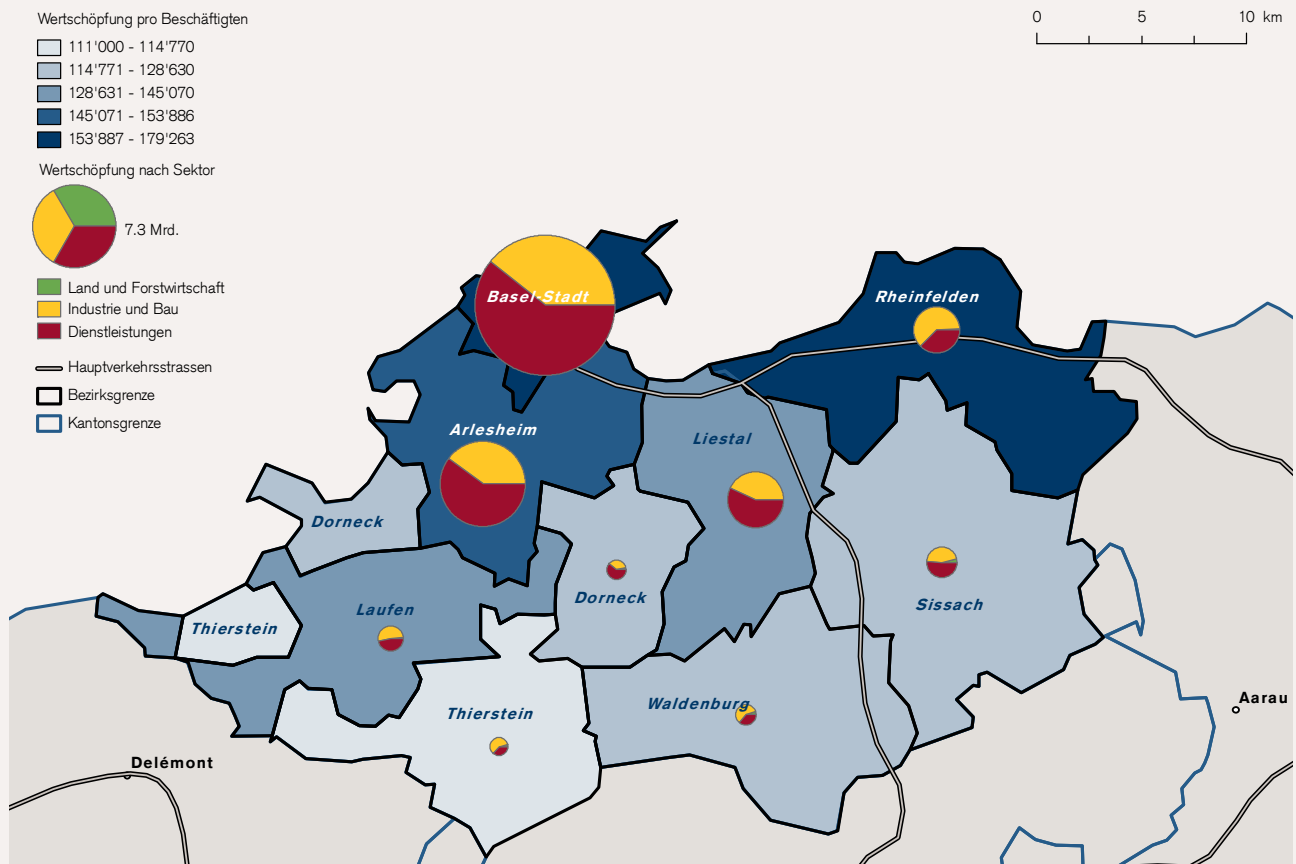 Wertschöpfung pro Beschäftigten
111'000 - 114'770
114'771 - 128'630
128'631 - 145'070
145'071 - 153'886
153'887 - 179'263
Wertschöpfung nach Sektor
7.3 Mrd.
Land und Forstwirtschaft
Industrie und Bau
Dienstleistungen
Hauptverkehrsstrassen
Bezirksgrenze
Kantonsgrenze
0 5 10 km
Basel-Stadt
Rheinfelden
Arlesheim
Liestal
Dorneck
Dorneck
Sissach
Laufen
Thierstein
Waldenburg
Thierstein
Aarau
Delémont